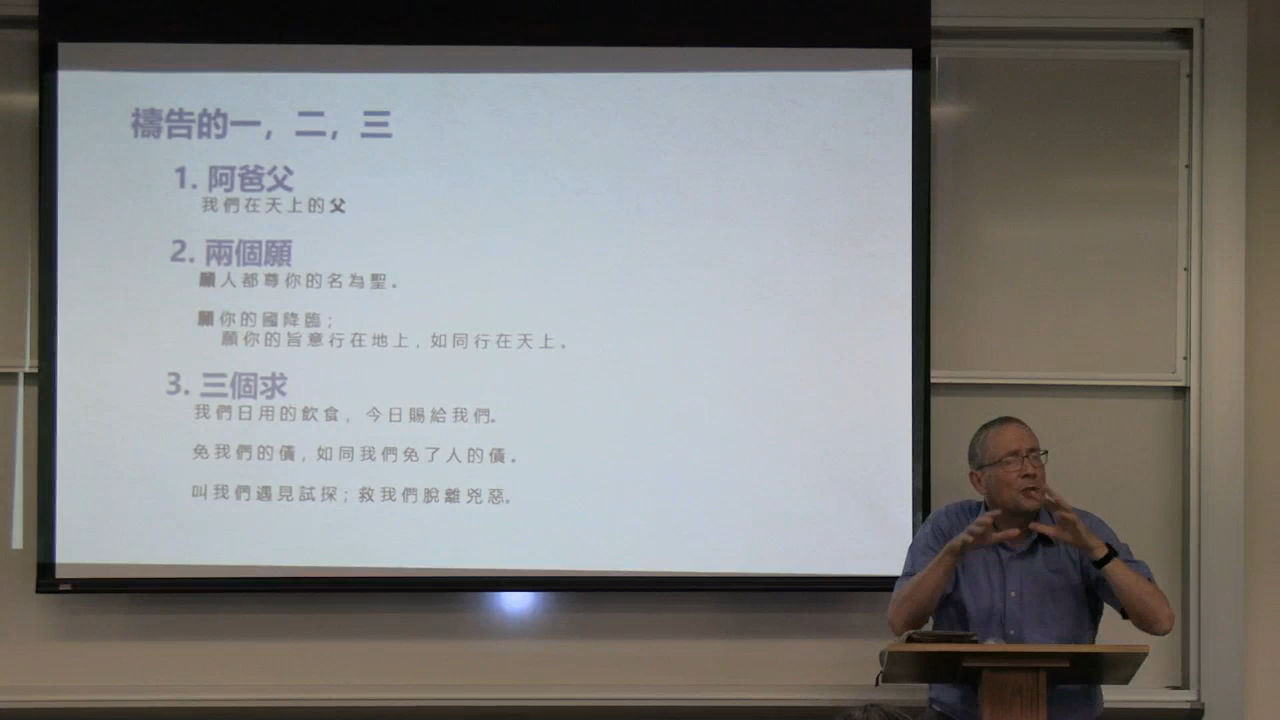 禱告的一，二，三
1. 阿爸父
我們在天上的父
2. 兩個願
願人都尊你的名為聖。
願你的國降臨；
願你的旨意行在地上，如同行在天上。
3. 三個求
我們日用的飲食，今日賜給我們。
免我們的債，如同我們免了人的債。
叫我們遇見試探；救我們脫離兇惡。